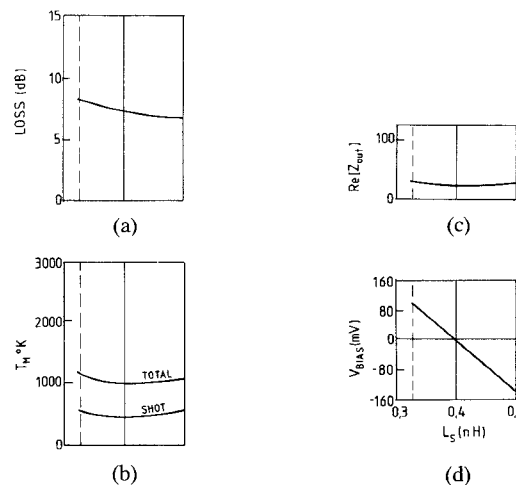 LOSS (dB)
15
10
5
0
(a)
T_M °K
3000
2000
1000
0
TOTAL
SHOT
(b)
Re[Z_out]
100
0
(c)
V_BIAS(mV)
160
80
0
-80
-160
0,3
0,4
L_S(nH)
(d)